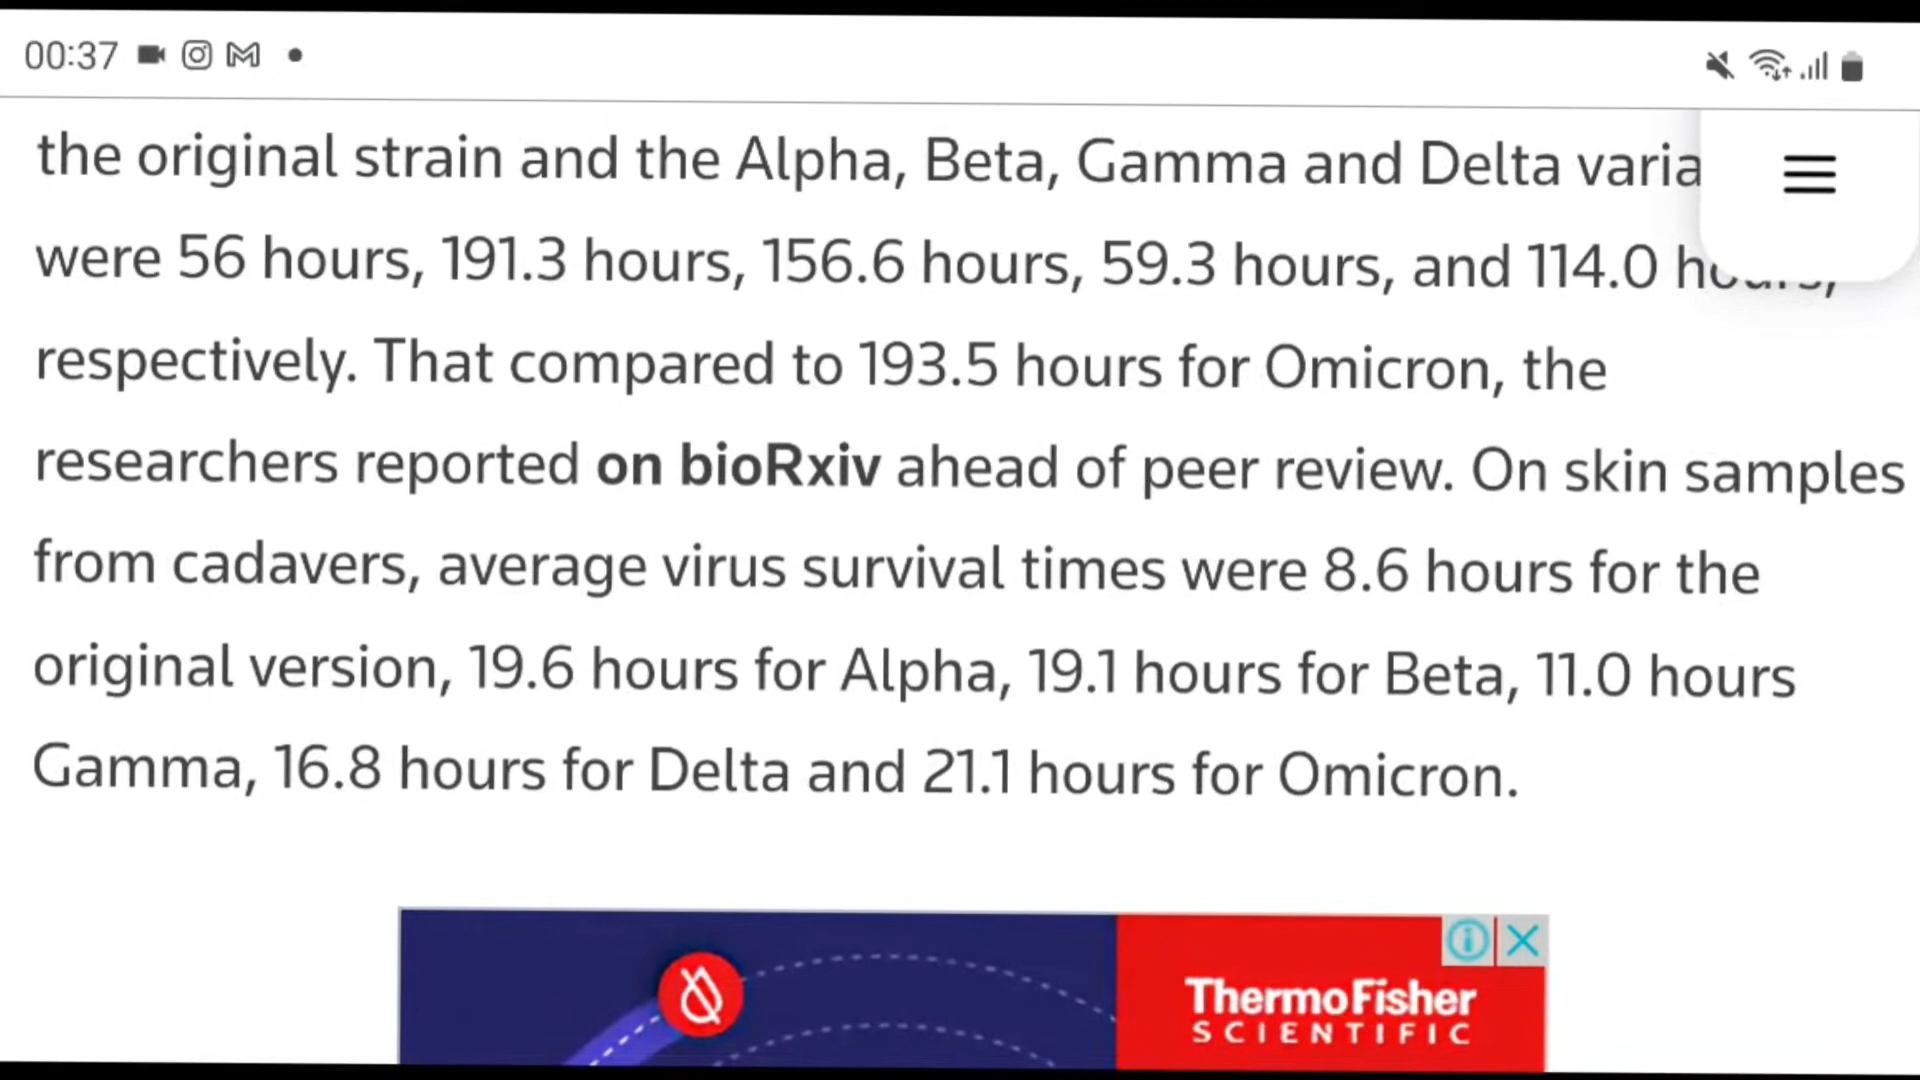 00:37
the original strain and the Alpha, Beta, Gamma and Delta
were 56 hours, 191.3 hours, 156.6 hours, 59.3 hours, and 114.0
respectively. That compared to 193.5 hours for Omicron, the
researchers reported on bioRxiv ahead of peer review. On skin samples
from cadavers, average virus survival times were 8.6 hours for the
original version, 19.6 hours for Alpha, 19.1 hours for Beta, 11.0 hours
Gamma, 16.8 hours for Delta and 21.1 hours for Omicron.
ThermoFisher
SCIENTIFIC